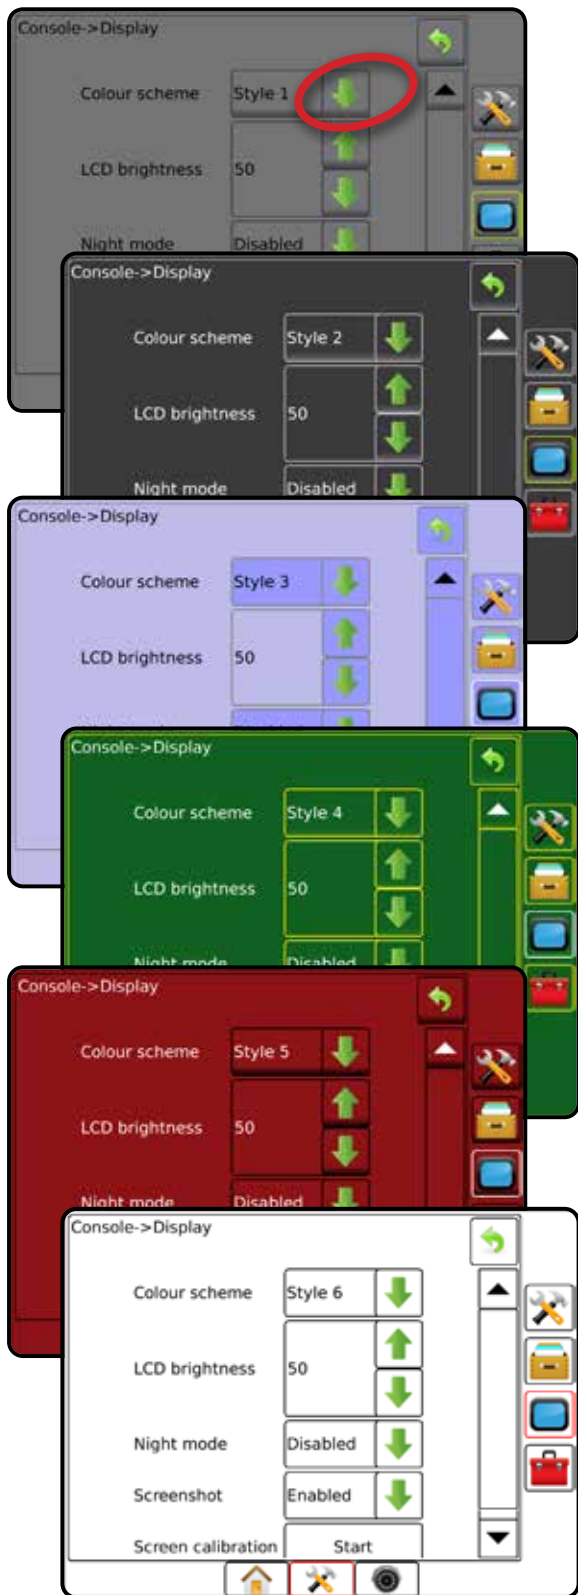 Console->Display
Colour scheme Style 1
LCD brightness 50
Night mode Disabled
Console->Display
Colour scheme Style 2
LCD brightness 50
Night mode Disabled
Console->Display
Colour scheme Style 3
LCD brightness 50
Console->Display
Colour scheme Style 4
LCD brightness 50
Night mode Disabled
Console->Display
Colour scheme Style 5
LCD brightness 50
Night mode Disabled
Console->Display
Colour scheme Style 6
LCD brightness 50
Night mode Disabled
Screenshot Enabled
Screen calibration Start